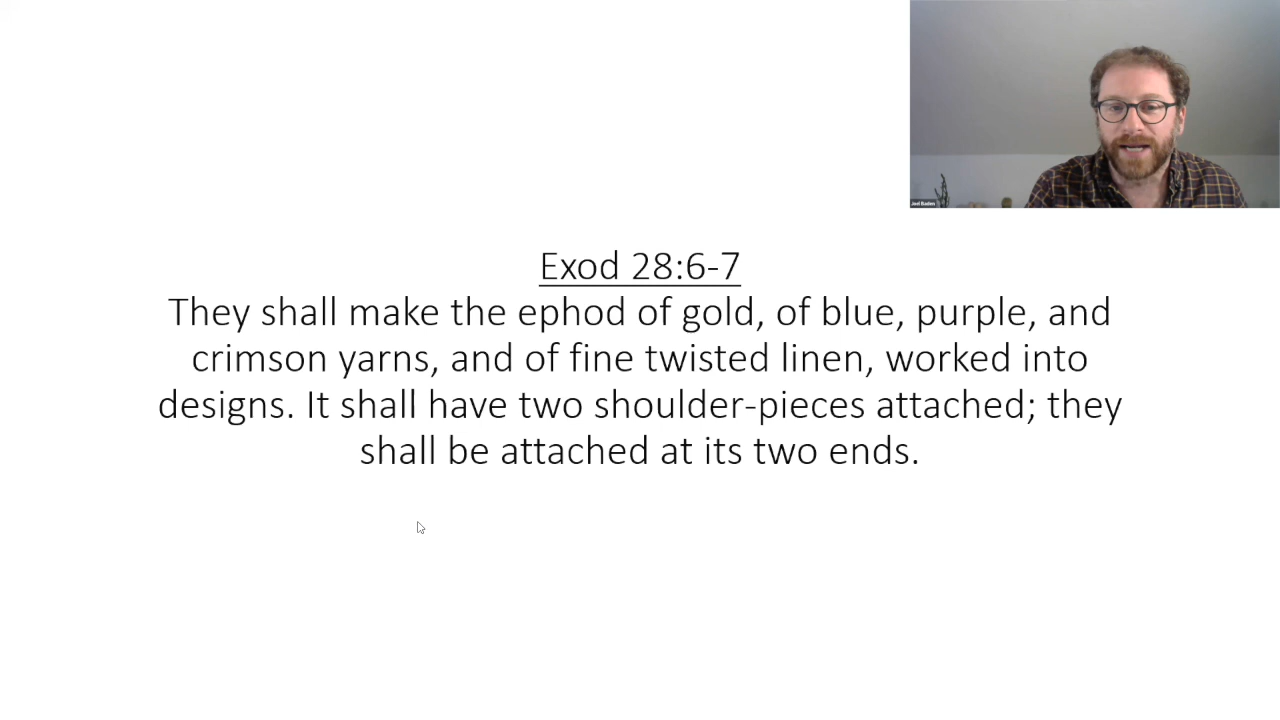 Joel Baden
Exod 28:6-7
They shall make the ephod of gold, of blue, purple, and
crimson yarns, and of fine twisted linen, worked into
designs. It shall have two shoulder-pieces attached; they
shall be attached at its two ends.